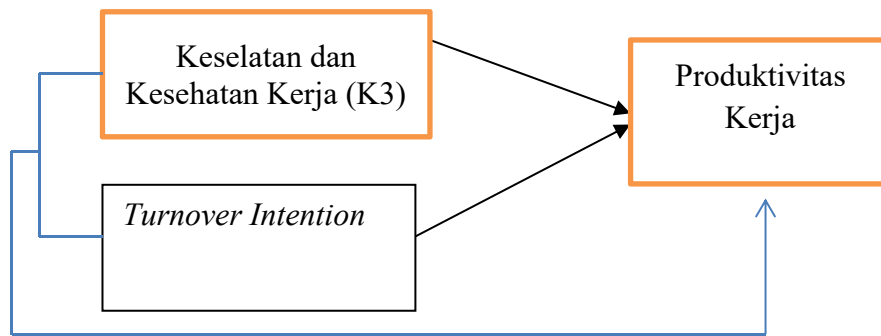 Keselatan dan
Kesehatan Kerja (K3)
Produktivitas
Kerja
Turnover Intention